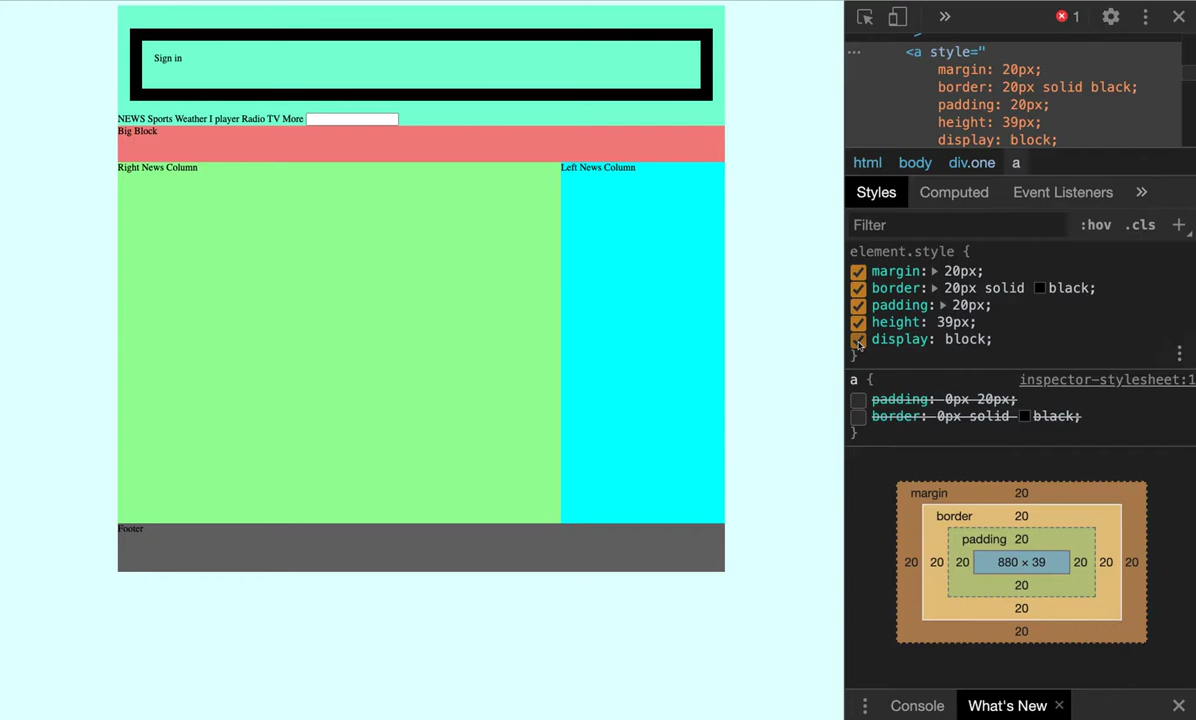 Sign in
NEWS Sports Weather I player Radio TV More
Big Block
Right News Column
Left News Column
Footer
1
<a style="
margin: 20px;
border: 20px solid black;
padding: 20px;
height: 39px;
display: block;
html body div.one a
Styles Computed Event Listeners
Filter :hov .cls
element.style {
margin: 20px;
border: 20px solid black;
padding: 20px;
height: 39px;
display: block;
}
a { inspector-stylesheet:1
padding: 0px 20px;
border: 0px solid black;
}
margin 20
border 20
padding 20
20 20 20 880 × 39 20 20 20
20
20
20
Console What's New